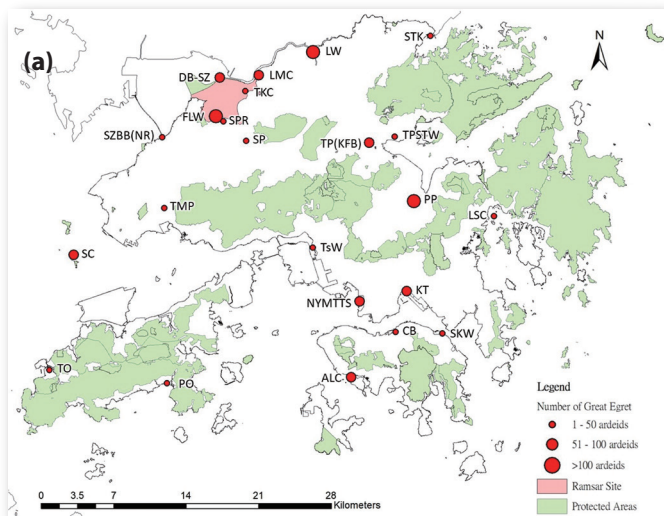 (a)
STK
N
LW
DB-SZ
LMC
TKC
FLW
SPR
SZBB(NR)
SP
TP(KFB)
TPSTW
TMP
PP
LSC
SC
TsW
KT
NYMTTS
CB
SKW
TO
PO
ALC
Legend
Number of Great Egret
1 - 50 ardeids
51 - 100 ardeids
>100 ardeids
Ramsar Site
Protected Areas
0 3.5 7 14 21 28
Kilometers